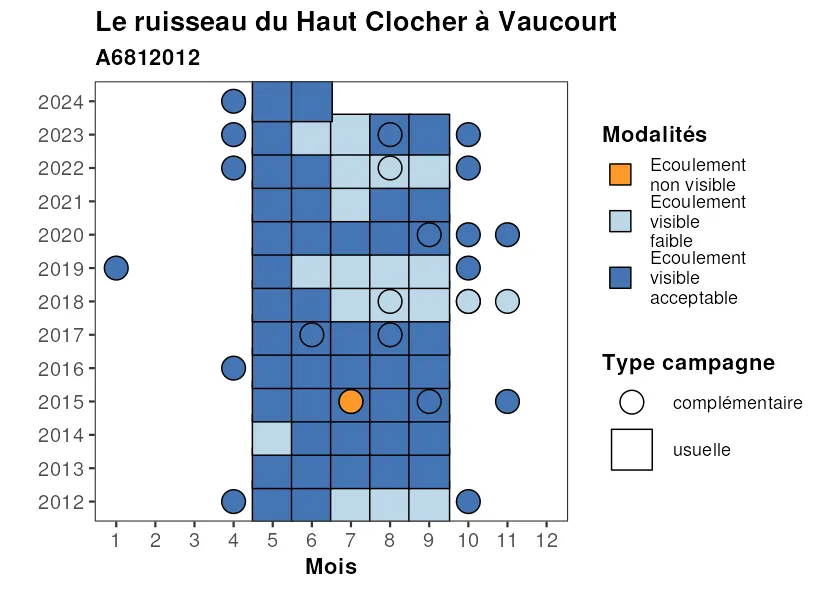 Le ruisseau du Haut Clocher à Vaucourt
A6812012
2024
2023
2022
2021
2020
2019
2018
2017
2016
2015
2014
2013
2012
1 2 3 4 5 6 7 8 9 10 11 12
Mois
Modalités
Ecoulement
non visible
Ecoulement
visible
faible
Ecoulement
visible
acceptable
Type campagne
complémentaire
usuelle